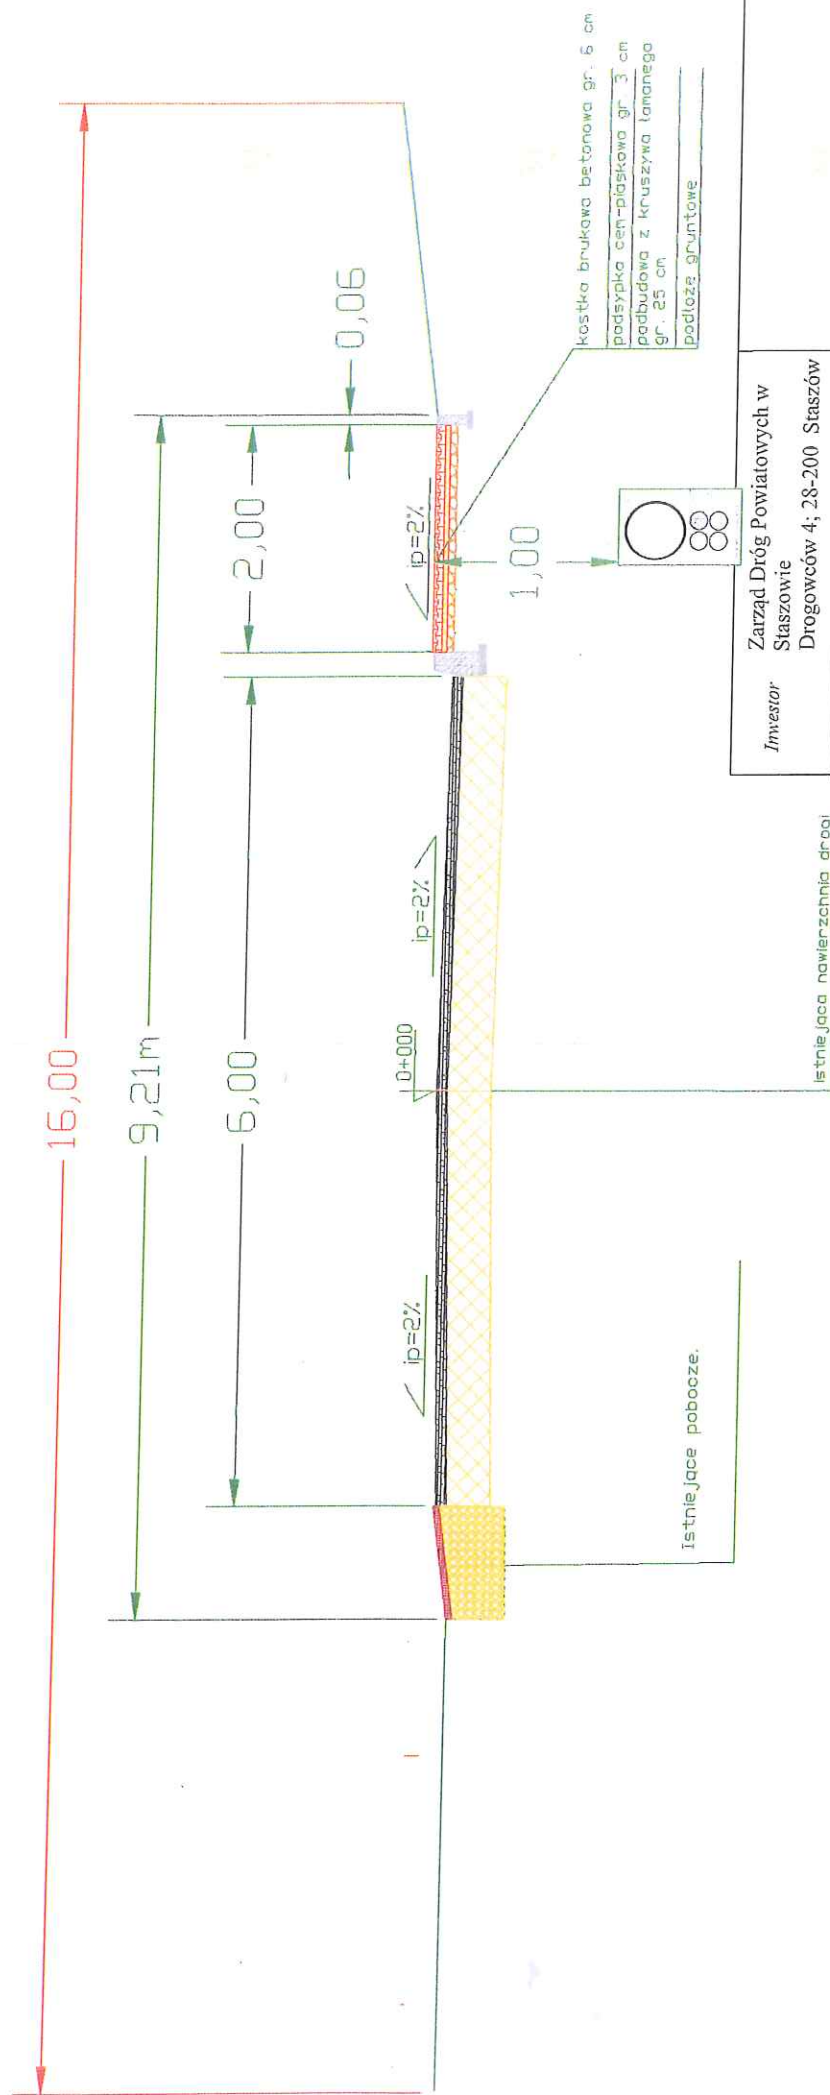 16,00
9,21m
6,00
2,00
0,06
ip=2%
0+000
ip=2%
ip=2%
1,00
kostka brukowa betonowa gr. 6 cm
podsypka cem-piaskowa gr. 3 cm
podbudowa z kruszywa łamanego
gr. 25 cm
podłoże gruntowe
Istniejące pobocze.
istniejąca nawierzchnia drogi
Inwestor
Zarząd Dróg Powiatowych w
Staszowie
Drogowców 4; 28-200 Staszów